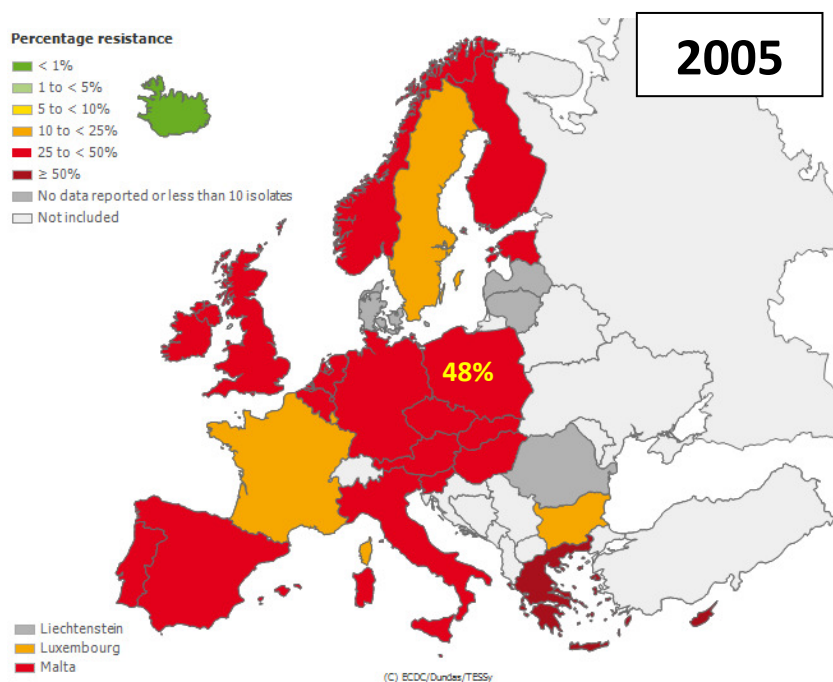 Percentage resistance
< 1%
1 to < 5%
5 to < 10%
10 to < 25%
25 to < 50%
≥ 50%
No data reported or less than 10 isolates
Not included
2005
48%
Liechtenstein
Luxembourg
Malta
(C) ECDC/Dundas/TESSy